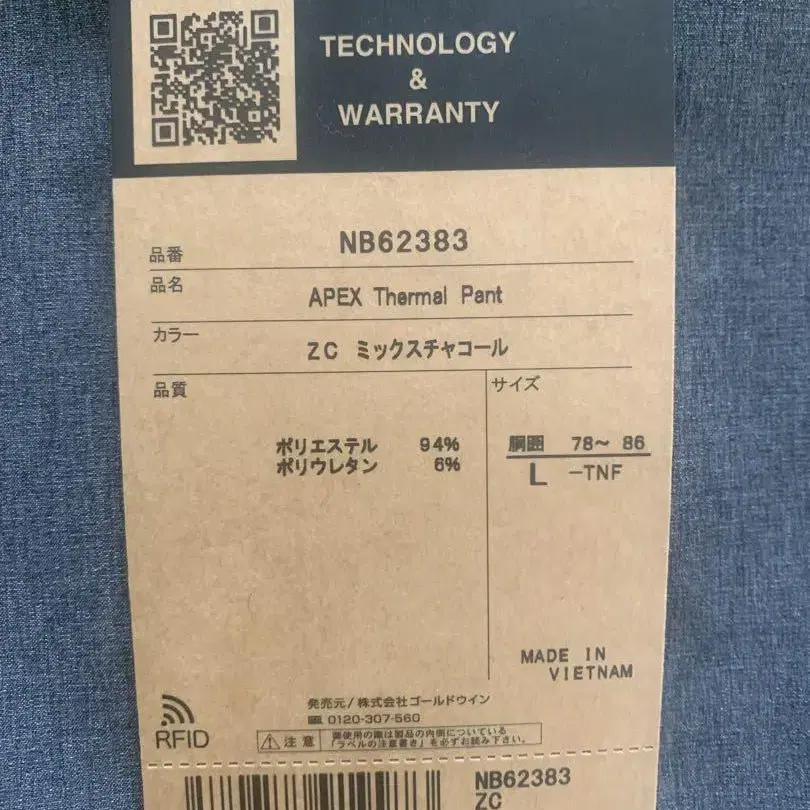 TECHNOLOGY
&
WARRANTY
品番 NB62383
品名 APEX Thermal Pant
カラー ZC ミックスチャコール
品質
サイズ
ポリエステル 94%
ポリウレタン 6%
胴囲 78〜 86
L -TNF
MADE IN
VIETNAM
発売元/株式会社ゴールドウイン
0120-307-560
RFID
注意 御使用の際は製品の内側についている
「ラベルの注意書き」を必ずお読み下さい。
NB62383
ZC